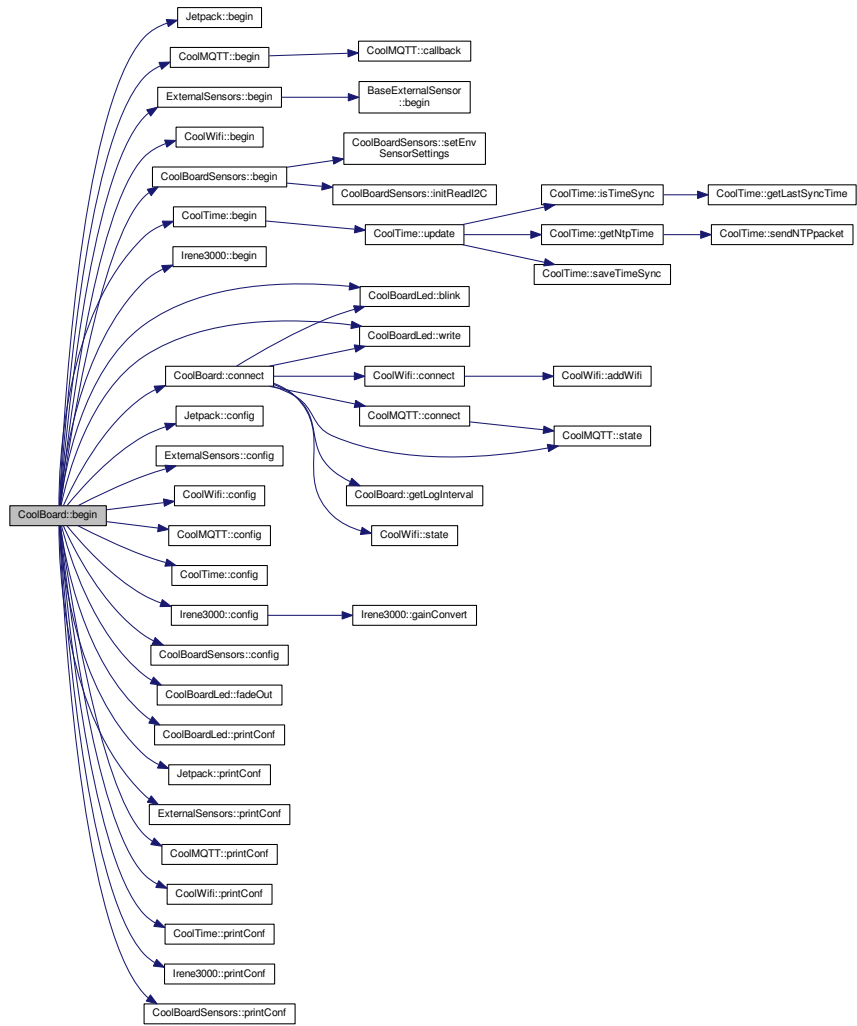 Jetpack::begin
CoolMQTT::begin
CoolMQTT::callback
ExternalSensors::begin
BaseExternalSensor
::begin
CoolWifi::begin
CoolBoardSensors::setEnv
SensorSettings
CoolBoardSensors::begin
CoolBoardSensors::initReadI2C
CoolTime::isTimeSync
CoolTime::getLastSyncTime
CoolTime::begin
CoolTime::update
CoolTime::getNtpTime
CoolTime::sendNTPpacket
Irene3000::begin
CoolTime::saveTimeSync
CoolBoardLed::blink
CoolBoardLed::write
CoolBoard::connect
CoolWifi::connect
CoolWifi::addWifi
Jetpack::config
CoolMQTT::connect
CoolMQTT::state
ExternalSensors::config
CoolWifi::config
CoolBoard::getLogInterval
CoolBoard::begin
CoolMQTT::config
CoolWifi::state
CoolTime::config
Irene3000::config
Irene3000::gainConvert
CoolBoardSensors::config
CoolBoardLed::fadeOut
CoolBoardLed::printConf
Jetpack::printConf
ExternalSensors::printConf
CoolMQTT::printConf
CoolWifi::printConf
CoolTime::printConf
Irene3000::printConf
CoolBoardSensors::printConf